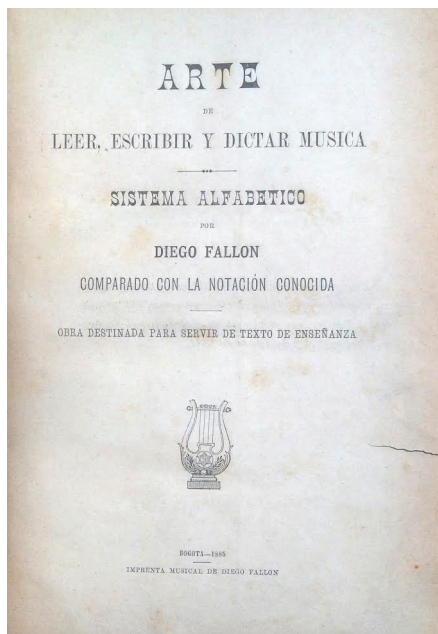 ARTE
DE
LEER, ESCRIBIR Y DICTAR MUSICA
SISTEMA ALFABETICO
POR
DIEGO FALLON
COMPARADO CON LA NOTACIÓN CONOCIDA
OBRA DESTINADA PARA SERVIR DE TEXTO DE ENSEÑANZA
BOGOTA—1885
IMPRENTA MUSICAL DE DIEGO FALLON